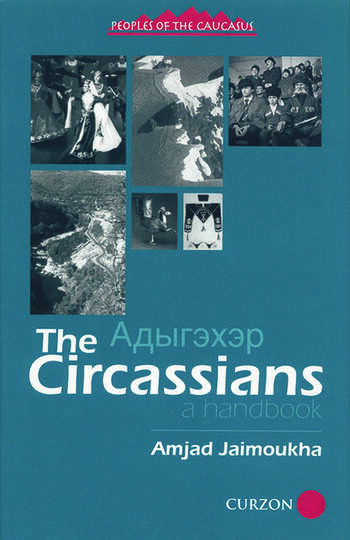 PEOPLES OF THE CAUCASUS
Адыгэхэр
The
Circassians
a handbook
Amjad Jaimoukha
CURZON